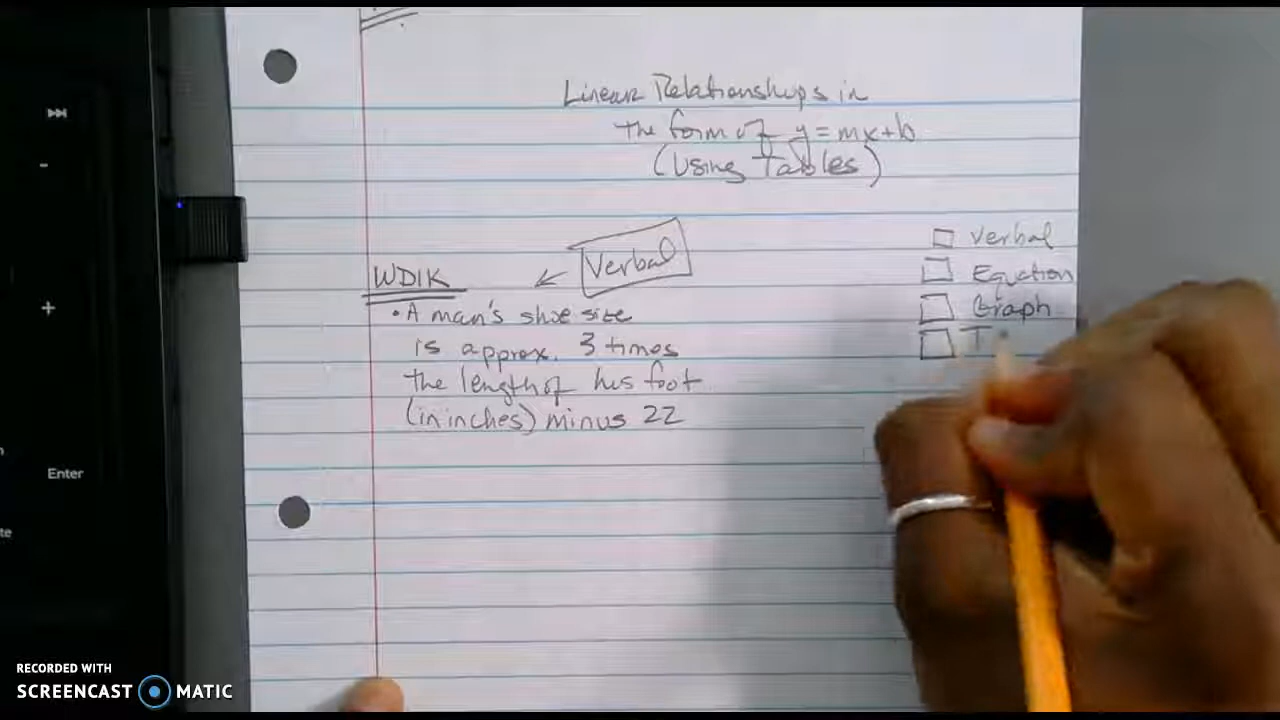 Linear Relationships in
the form of y = mx + b
(Using Tables)
Verbal
WDIK
• A man's shoe size
is approx. 3 times
the length of his foot
(in inches) minus 22
Verbal
Equation
Graph
T
Enter
RECORDED WITH
SCREENCAST MATIC